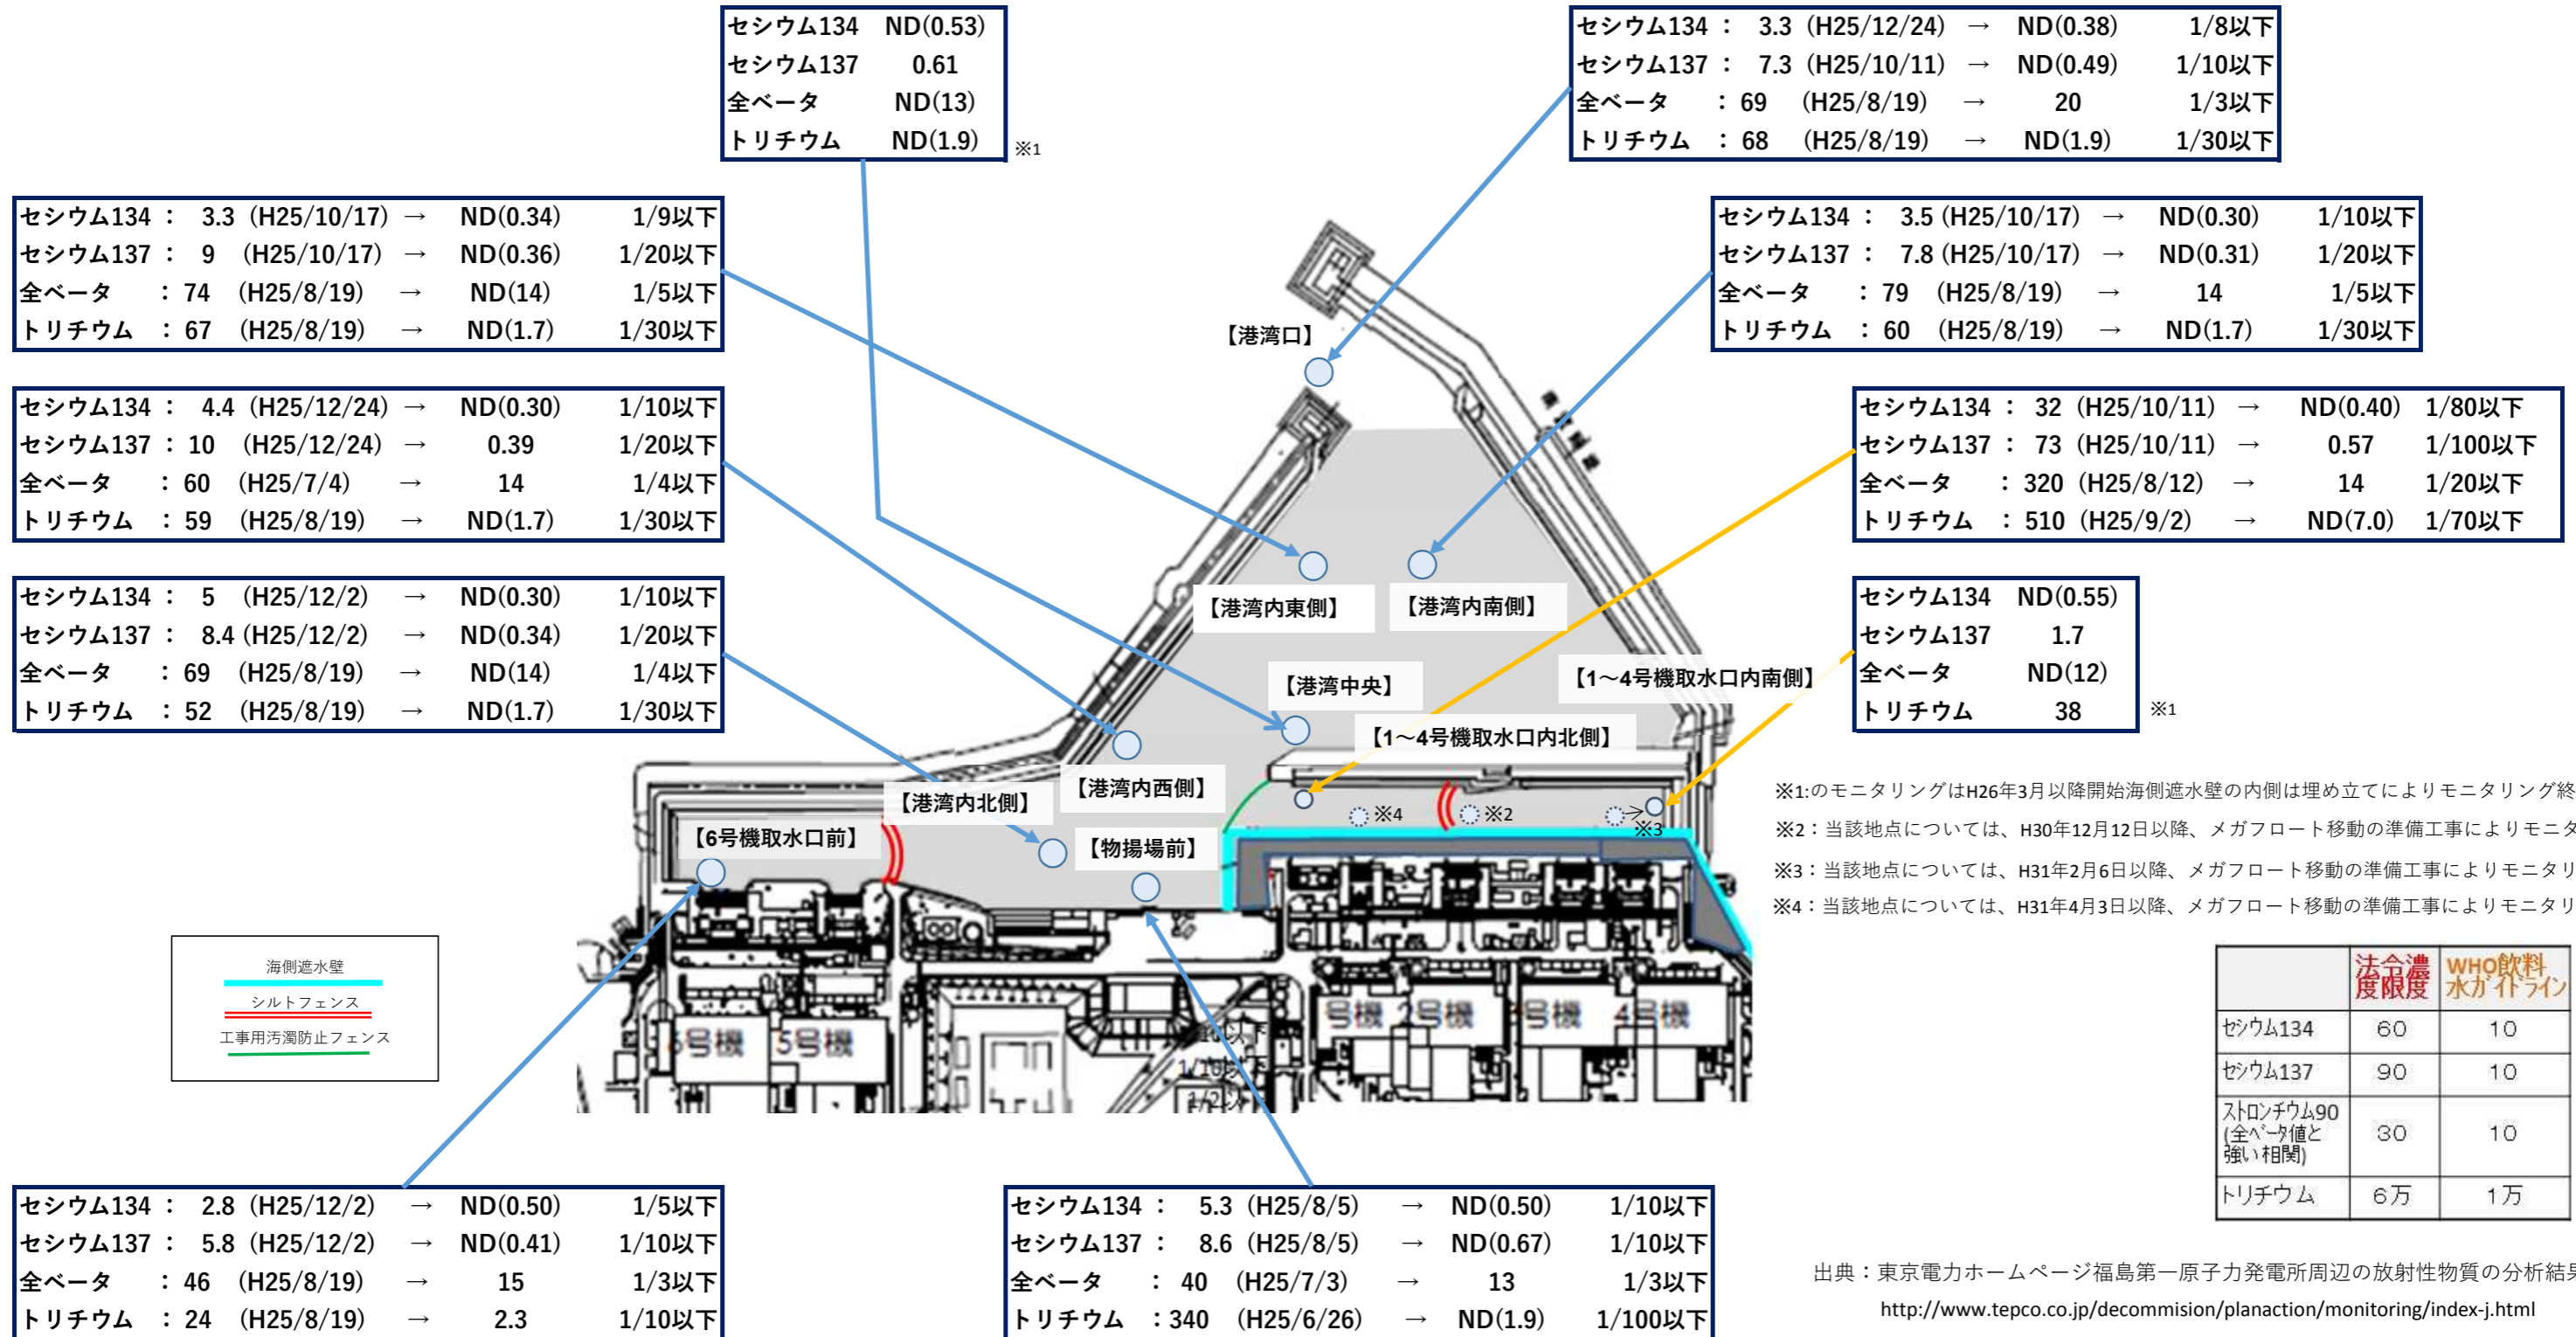 セシウム134 ND(0.53)
セシウム137 0.61
全ベータ ND(13)
トリチウム ND(1.9) ※1
セシウム134 : 3.3 (H25/12/24) → ND(0.38) 1/8以下
セシウム137 : 7.3 (H25/10/11) → ND(0.49) 1/10以下
全ベータ : 69 (H25/8/19) → 20 1/3以下
トリチウム : 68 (H25/8/19) → ND(1.9) 1/30以下
セシウム134 : 3.3 (H25/10/17) → ND(0.34) 1/9以下
セシウム137 : 9 (H25/10/17) → ND(0.36) 1/20以下
全ベータ : 74 (H25/8/19) → ND(14) 1/5以下
トリチウム : 67 (H25/8/19) → ND(1.7) 1/30以下
セシウム134 : 3.5 (H25/10/17) → ND(0.30) 1/10以下
セシウム137 : 7.8 (H25/10/17) → ND(0.31) 1/20以下
全ベータ : 79 (H25/8/19) → 14 1/5以下
トリチウム : 60 (H25/8/19) → ND(1.7) 1/30以下
セシウム134 : 4.4 (H25/12/24) → ND(0.30) 1/10以下
セシウム137 : 10 (H25/12/24) → 0.39 1/20以下
全ベータ : 60 (H25/7/4) → 14 1/4以下
トリチウム : 59 (H25/8/19) → ND(1.7) 1/30以下
セシウム134 : 32 (H25/10/11) → ND(0.40) 1/80以下
セシウム137 : 73 (H25/10/11) → 0.57 1/100以下
全ベータ : 320 (H25/8/12) → 14 1/20以下
トリチウム : 510 (H25/9/2) → ND(7.0) 1/70以下
セシウム134 : 5 (H25/12/2) → ND(0.30) 1/10以下
セシウム137 : 8.4 (H25/12/2) → ND(0.34) 1/20以下
全ベータ : 69 (H25/8/19) → ND(14) 1/4以下
トリチウム : 52 (H25/8/19) → ND(1.7) 1/30以下
セシウム134 ND(0.55)
セシウム137 1.7
全ベータ ND(12)
トリチウム 38 ※1
【港湾口】
【港湾内東側】
【港湾内南側】
【港湾中央】
【1～4号機取水口内南側】
【1～4号機取水口内北側】
【港湾内西側】
【港湾内北側】
【6号機取水口前】
【物揚場前】
※4
※2
※3
※1:のモニタリングはH26年3月以降開始海側遮水壁の内側は埋め立てによりモニタリング終
※2：当該地点については、H30年12月12日以降、メガフロート移動の準備工事によりモニタ
※3：当該地点については、H31年2月6日以降、メガフロート移動の準備工事によりモニタリ
※4：当該地点については、H31年4月3日以降、メガフロート移動の準備工事によりモニタリ
海側遮水壁
シルトフェンス
工事用汚濁防止フェンス
6号機 5号機
号機 2号機 号機 4号機
法令濃度限度 WHO飲料水ガイドライン
セシウム134 60 10
セシウム137 90 10
ストロンチウム90
(全ベータ値と
強い相関) 30 10
トリチウム 6万 1万
セシウム134 : 2.8 (H25/12/2) → ND(0.50) 1/5以下
セシウム137 : 5.8 (H25/12/2) → ND(0.41) 1/10以下
全ベータ : 46 (H25/8/19) → 15 1/3以下
トリチウム : 24 (H25/8/19) → 2.3 1/10以下
セシウム134 : 5.3 (H25/8/5) → ND(0.50) 1/10以下
セシウム137 : 8.6 (H25/8/5) → ND(0.67) 1/10以下
全ベータ : 40 (H25/7/3) → 13 1/3以下
トリチウム : 340 (H25/6/26) → ND(1.9) 1/100以下
出典：東京電力ホームページ福島第一原子力発電所周辺の放射性物質の分析結果
http://www.tepco.co.jp/decommision/planaction/monitoring/index-j.html